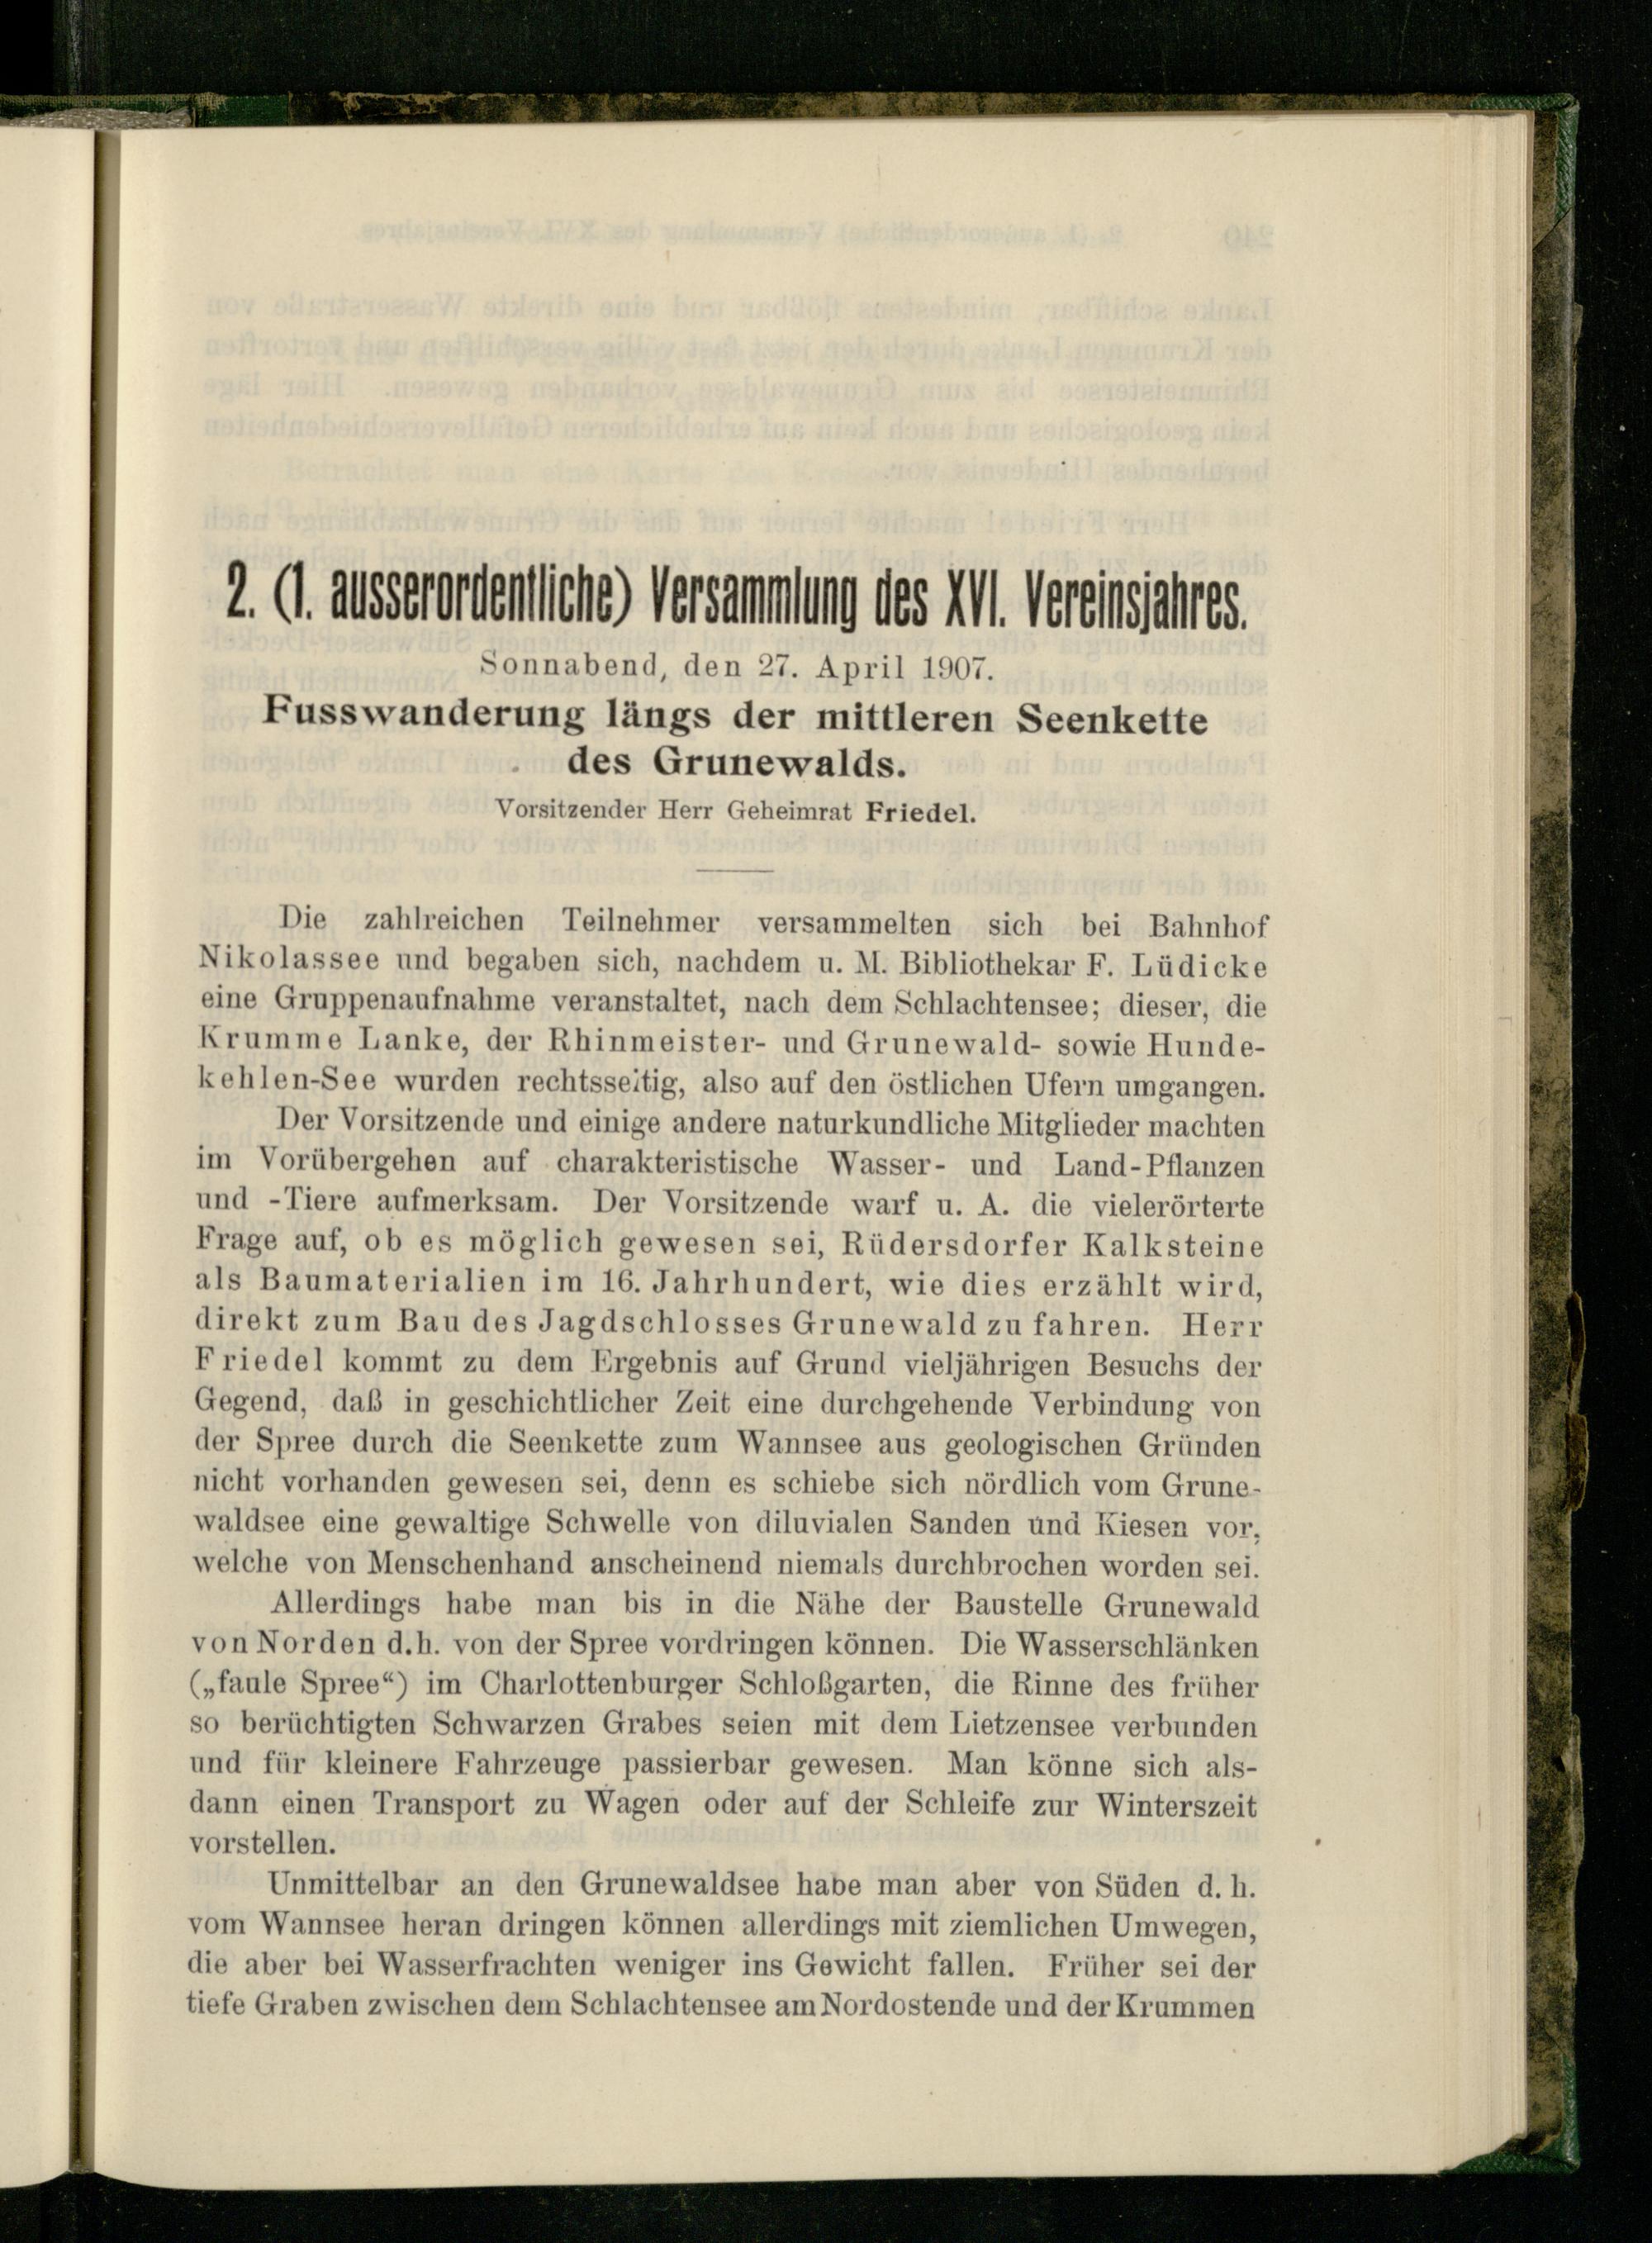 2. (1. ausserordentliche) Versammlung des XVI. Vereinsjahres.
Sonnabend, den 27. April 1907.
Fusswanderung längs der mittleren Seenkette
des Grunewalds.
Vorsitzender Herr Geheimrat Friedel.
Die zahlreichen Teilnehmer versammelten sich bei Bahnhof
Nikolassee und begaben sich, nachdem u. M. Bibliothekar F. Lüdicke
eine Gruppenaufnahme veranstaltet, nach dem Schlachtensee; dieser, die
Krumme Lanke, der Rhinmeister- und Grunewald- sowie Hunde-
kehlen-See wurden rechtsseitig, also auf den östlichen Ufern umgangen.
Der Vorsitzende und einige andere naturkundliche Mitglieder machten
im Vorübergehen auf charakteristische Wasser- und Land-Pflanzen
und -Tiere aufmerksam. Der Vorsitzende warf u. A. die vielerörterte
Frage auf, ob es möglich gewesen sei, Rüdersdorfer Kalksteine
als Baumaterialien im 16. Jahrhundert, wie dies erzählt wird,
direkt zum Bau des Jagdschlosses Grunewald zu fahren. Herr
Friedel kommt zu dem Ergebnis auf Grund vieljährigen Besuchs der
Gegend, daß in geschichtlicher Zeit eine durchgehende Verbindung von
der Spree durch die Seenkette zum Wannsee aus geologischen Gründen
nicht vorhanden gewesen sei, denn es schiebe sich nördlich vom Grune-
waldsee eine gewaltige Schwelle von diluvialen Sanden und Kiesen vor,
welche von Menschenhand anscheinend niemals durchbrochen worden sei.
Allerdings habe man bis in die Nähe der Baustelle Grunewald
von Norden d.h. von der Spree vordringen können. Die Wasserschlänken
(„faule Spree“) im Charlottenburger Schloßgarten, die Rinne des früher
so berüchtigten Schwarzen Grabes seien mit dem Lietzensee verbunden
und für kleinere Fahrzeuge passierbar gewesen. Man könne sich als-
dann einen Transport zu Wagen oder auf der Schleife zur Winterszeit
vorstellen.
Unmittelbar an den Grunewaldsee habe man aber von Süden d. h.
vom Wannsee heran dringen können allerdings mit ziemlichen Umwegen,
die aber bei Wasserfrachten weniger ins Gewicht fallen. Früher sei der
tiefe Graben zwischen dem Schlachtensee am Nordostende und der Krummen